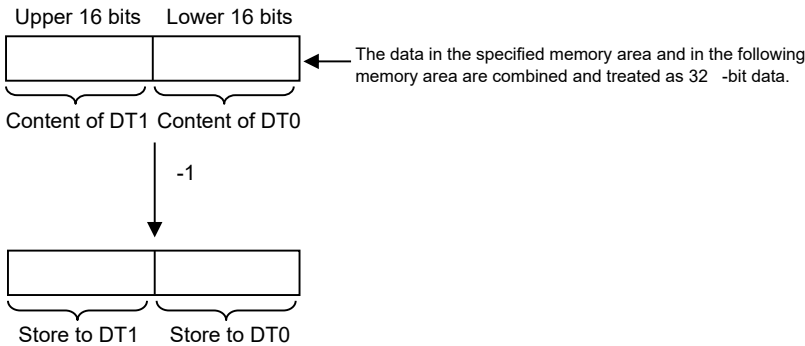 Upper 16 bits Lower 16 bits
The data in the specified memory area and in the following
memory area are combined and treated as 32 -bit data.
Content of DT1 Content of DT0
-1
Store to DT1 Store to DT0